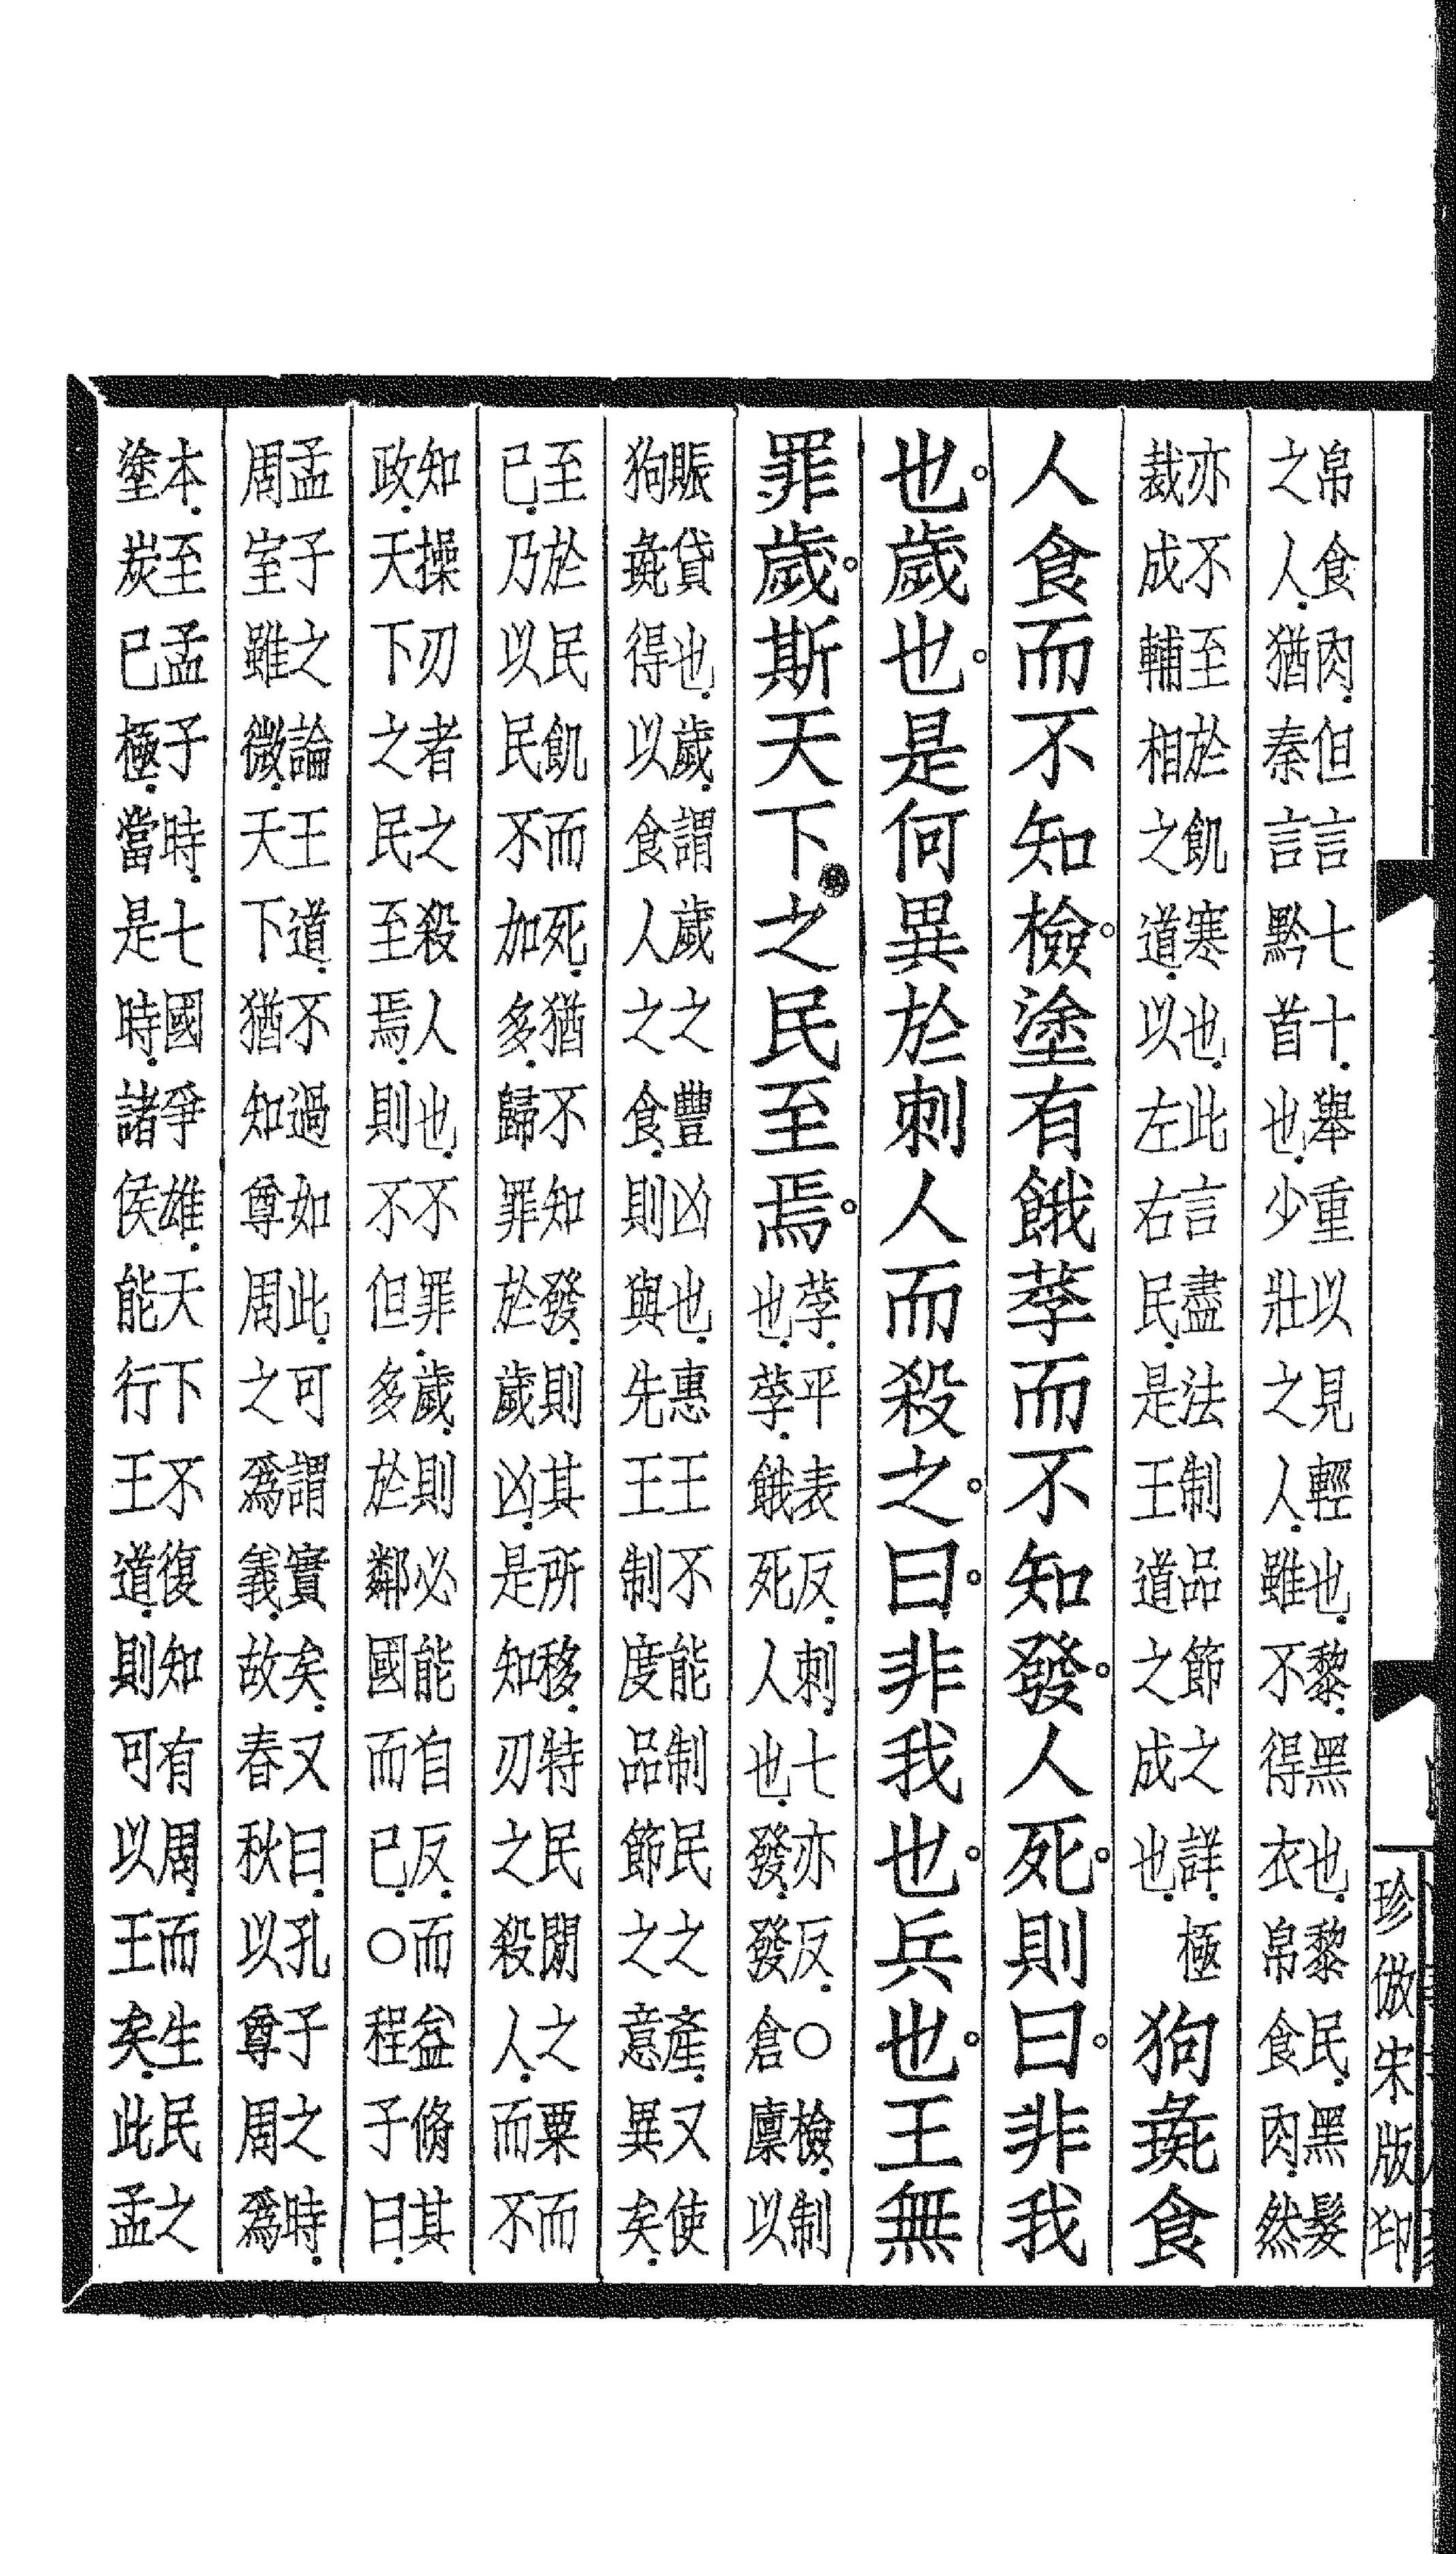 珍倣宋版印
帛食肉.但言七十.舉重以見輕也.黎.黑也.黎民.黑髮
之人.猶秦言黔首也.少壯之人.雖不得衣帛食肉.然
亦不至於飢寒也.此言盡法制品節之詳.極
裁成輔相之道.以左右民.是王道之成也.
狗彘食
人食而不知檢。塗有餓莩而不知發。人死。則曰。非我
也。歲也。是何異於刺人而殺之。曰。非我也。兵也。王無
罪歲。斯天下之民至焉。
莩.平表反.刺.七亦反.○檢.制
也.莩.餓死人也.發.發倉廩以
賑貸也.歲.謂歲之豐凶也.惠王不能制民之產.又使
狗彘得以食人之食.則與先王制度品節之意異矣.
至於民飢而死.猶不知發.則其所移特民閒之粟而
已.乃以民不加多.歸罪於歲凶.是知刃之殺人.而不
知操刃者之殺人也.不罪歲.則必能自反.而益脩其
政.天下之民至焉.則不但多於鄰國而已.○程子曰.
孟子之論王道.不過如此.可謂實矣.又曰.孔子之時.
周室雖微.天下猶知尊周之爲義.故春秋以尊周爲
本.至孟子時.七國爭雄.天下不復知有周.而生民之
塗炭已極.當是時.諸侯能行王道.則可以王矣.此孟